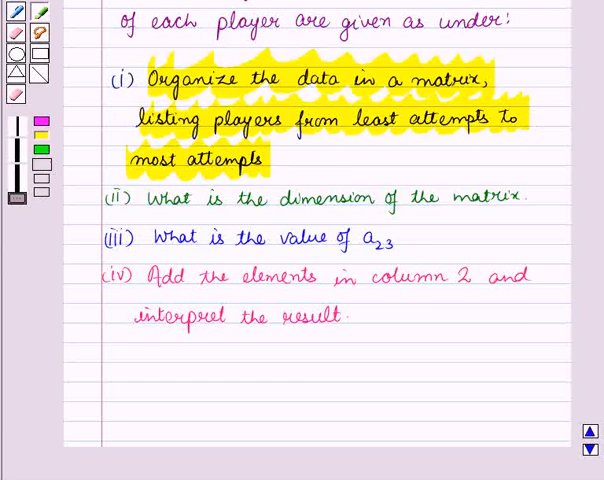 of each player are given as under:
(i) Organize the data in a matrix,
listing players from least attempts to
most attempts
(ii) What is the dimension of the matrix.
(iii) What is the value of a₂₃
(iv) Add the elements in column 2 and
interpret the result.